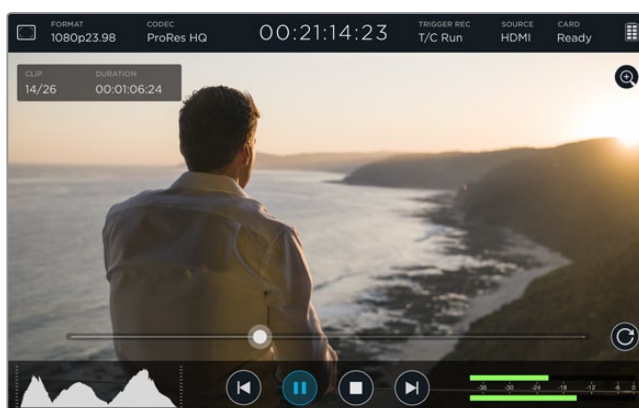 FORMAT
1080p23.98
CODEC
ProRes HQ
00:21:14:23
TRIGGER REC
T/C Run
SOURCE
HDMI
CARD
Ready
CLIP
14/26
DURATION
00:01:06:24
-36 -30 -24 -18 -12 -6 0